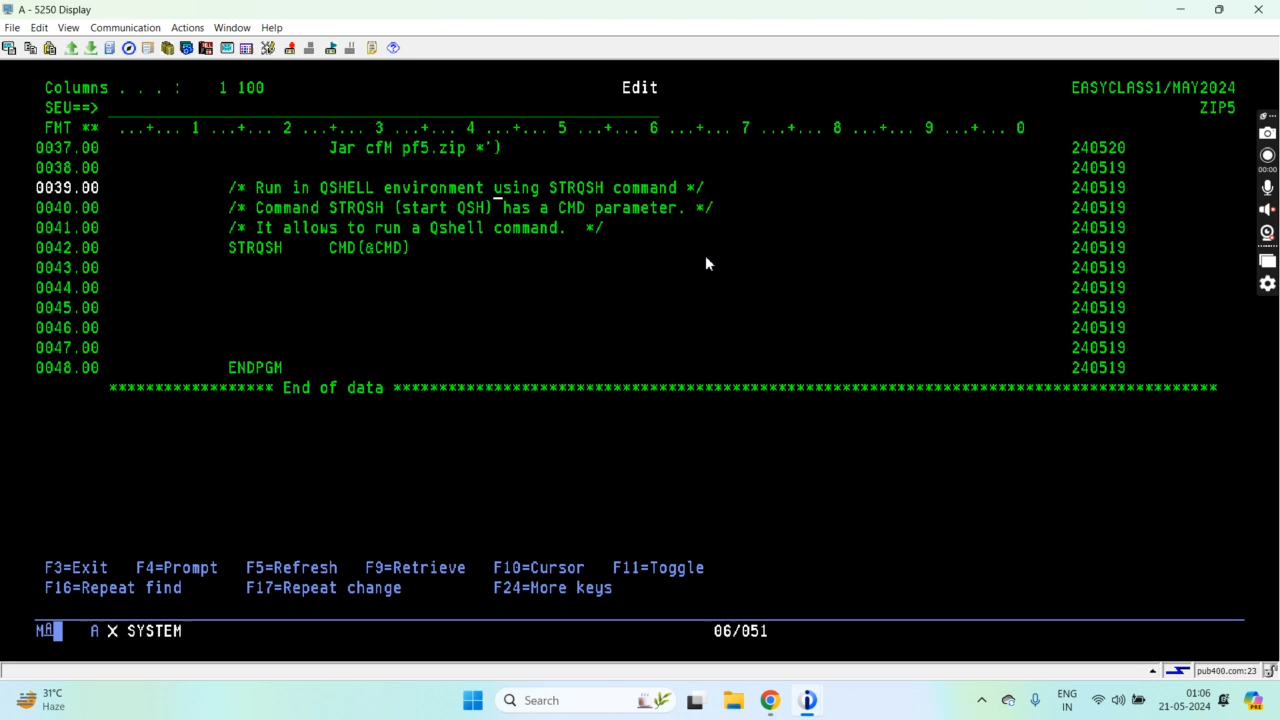 A - 5250 Display
File Edit View Communication Actions Window Help
Columns . . . : 1 100 Edit EASYCLASS1/MAY2024
SEU==> ZIP5
FMT ** ...+... 1 ...+... 2 ...+... 3 ...+... 4 ...+... 5 ...+... 6 ...+... 7 ...+... 8 ...+... 9 ...+... 0
0037.00 Jar cfM pf5.zip *') 240520
0038.00 240519
0039.00 /* Run in QSHELL environment using STRQSH command */ 240519
0040.00 /* Command STRQSH (start QSH) has a CMD parameter. */ 240519
0041.00 /* It allows to run a Qshell command. */ 240519
0042.00 STRQSH CMD(&CMD) 240519
0043.00 240519
0044.00 240519
0045.00 240519
0046.00 240519
0047.00 240519
0048.00 ENDPGM 240519
****************** End of data ******************************************************************************************
F3=Exit F4=Prompt F5=Refresh F9=Retrieve F10=Cursor F11=Toggle
F16=Repeat find F17=Repeat change F24=More keys
A X SYSTEM 06/051
00:00
pub400.com:23
31°C
Haze
Search
ENG
IN
01:06
21-05-2024
PRE